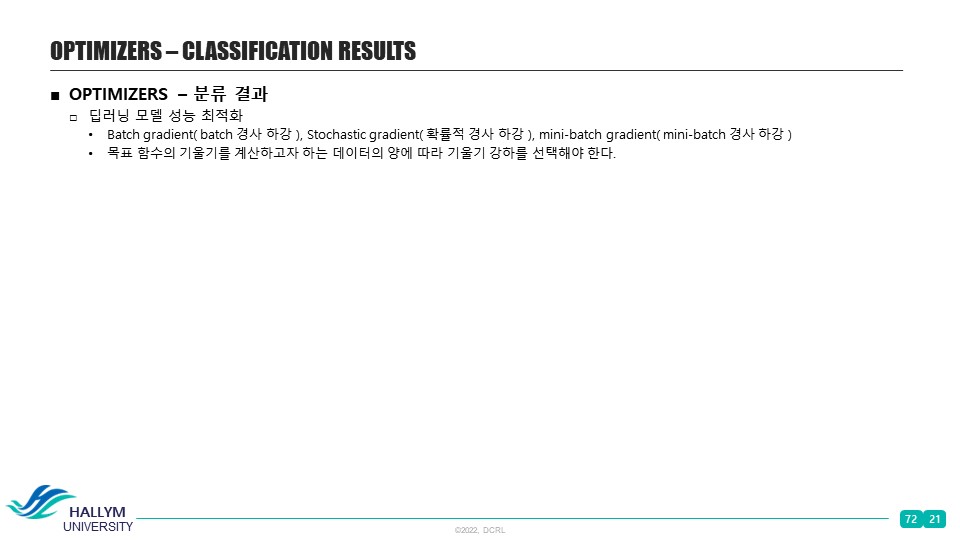 OPTIMIZERS – CLASSIFICATION RESULTS
■ OPTIMIZERS – 분류 결과
□ 딥러닝 모델 성능 최적화
• Batch gradient( batch 경사 하강 ), Stochastic gradient( 확률적 경사 하강 ), mini-batch gradient( mini-batch 경사 하강 )
• 목표 함수의 기울기를 계산하고자 하는 데이터의 양에 따라 기울기 강하를 선택해야 한다.
HALLYM
UNIVERSITY
©2022, DCRL
72 21